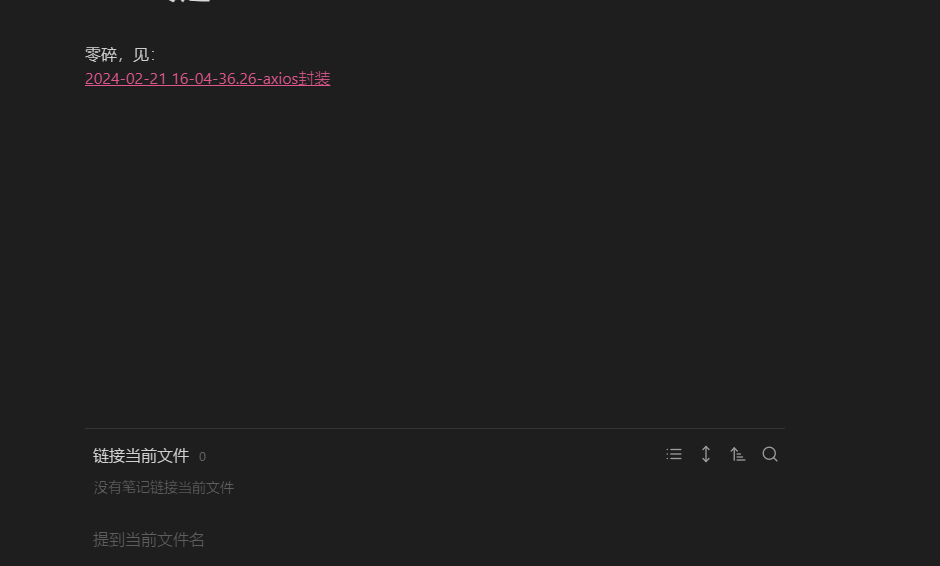 零碎，见：
2024-02-21 16-04-36.26-axios封装
链接当前文件 0
没有笔记链接当前文件
提到当前文件名